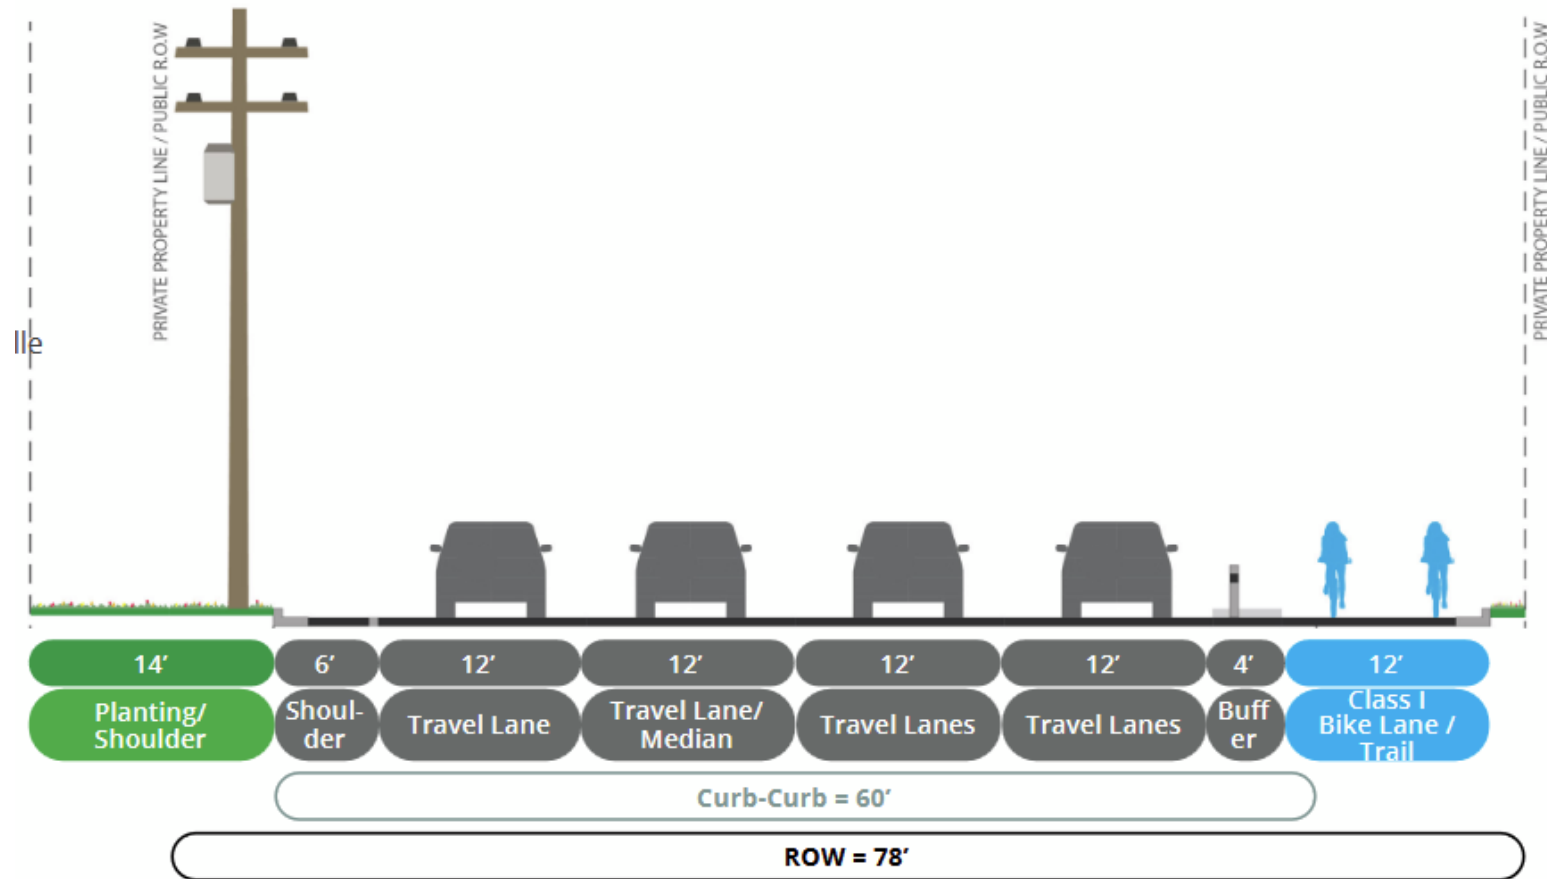 PRIVATE PROPERTY LINE / PUBLIC R.O.W
PRIVATE PROPERTY LINE / PUBLIC R.O.W
lle
14’
6’
12’
12’
12’
12’
4’
12’
Planting/
Shoulder
Shoul-
der
Travel Lane
Travel Lane/
Median
Travel Lanes
Travel Lanes
Buff
er
Class I
Bike Lane /
Trail
Curb-Curb = 60’
ROW = 78’